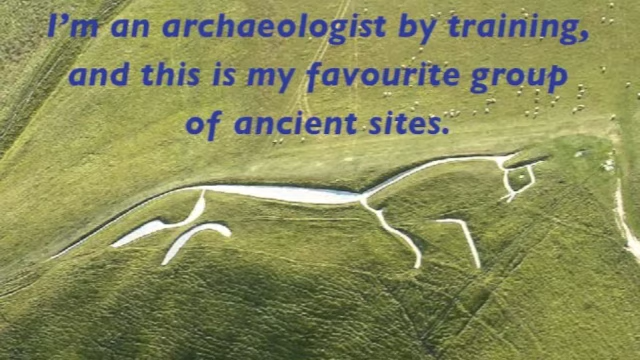 I'm an archaeologist by training,
and this is my favourite group
of ancient sites.